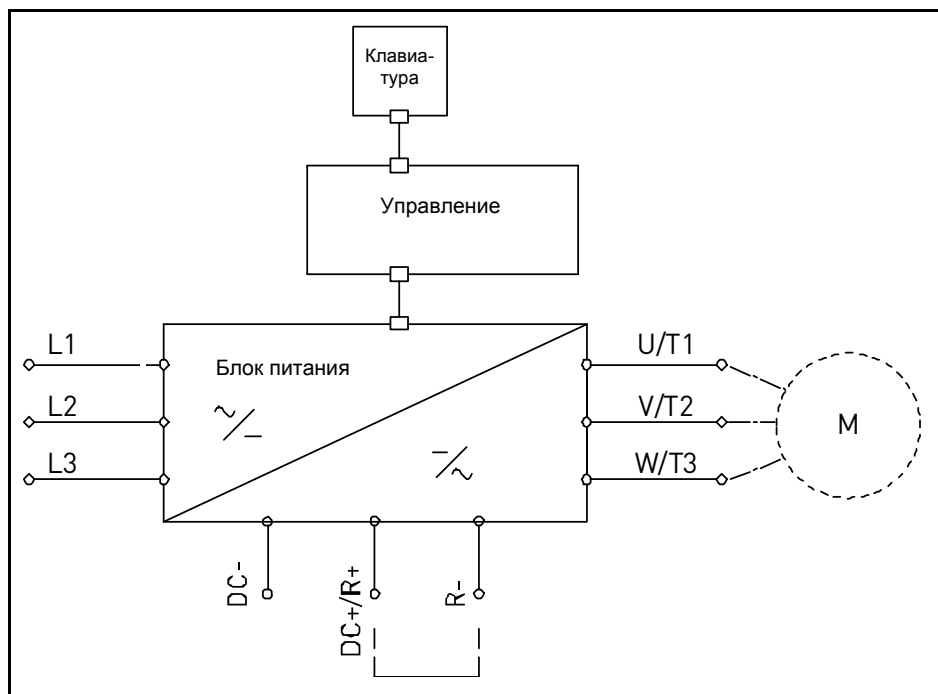 Клавиа-
тура
Управление
Блок питания
L1
L2
L3
U/T1
V/T2
W/T3
M
DC-
DC+/R+
R-